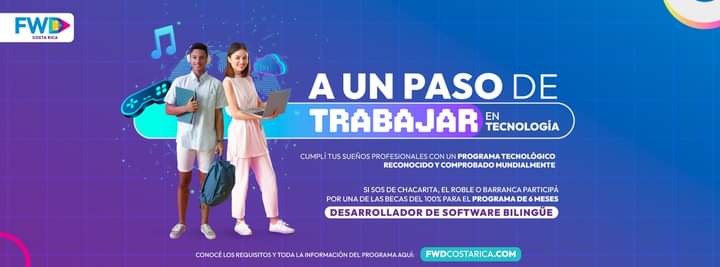 FWD
COSTA RICA
A UN PASO DE
TRABAJAR EN
TECNOLOGÍA
CUMPLÍ TUS SUEÑOS PROFESIONALES CON UN PROGRAMA TECNOLÓGICO
RECONOCIDO Y COMPROBADO MUNDIALMENTE
SI SOS DE CHACARITA, EL ROBLE O BARRANCA PARTICIPÁ
POR UNA DE LAS BECAS DEL 100% PARA EL PROGRAMA DE 6 MESES
DESARROLLADOR DE SOFTWARE BILINGÜE
CONOCÉ LOS REQUISITOS Y TODA LA INFORMACIÓN DEL PROGRAMA AQUÍ: FWDCOSTARICA.COM